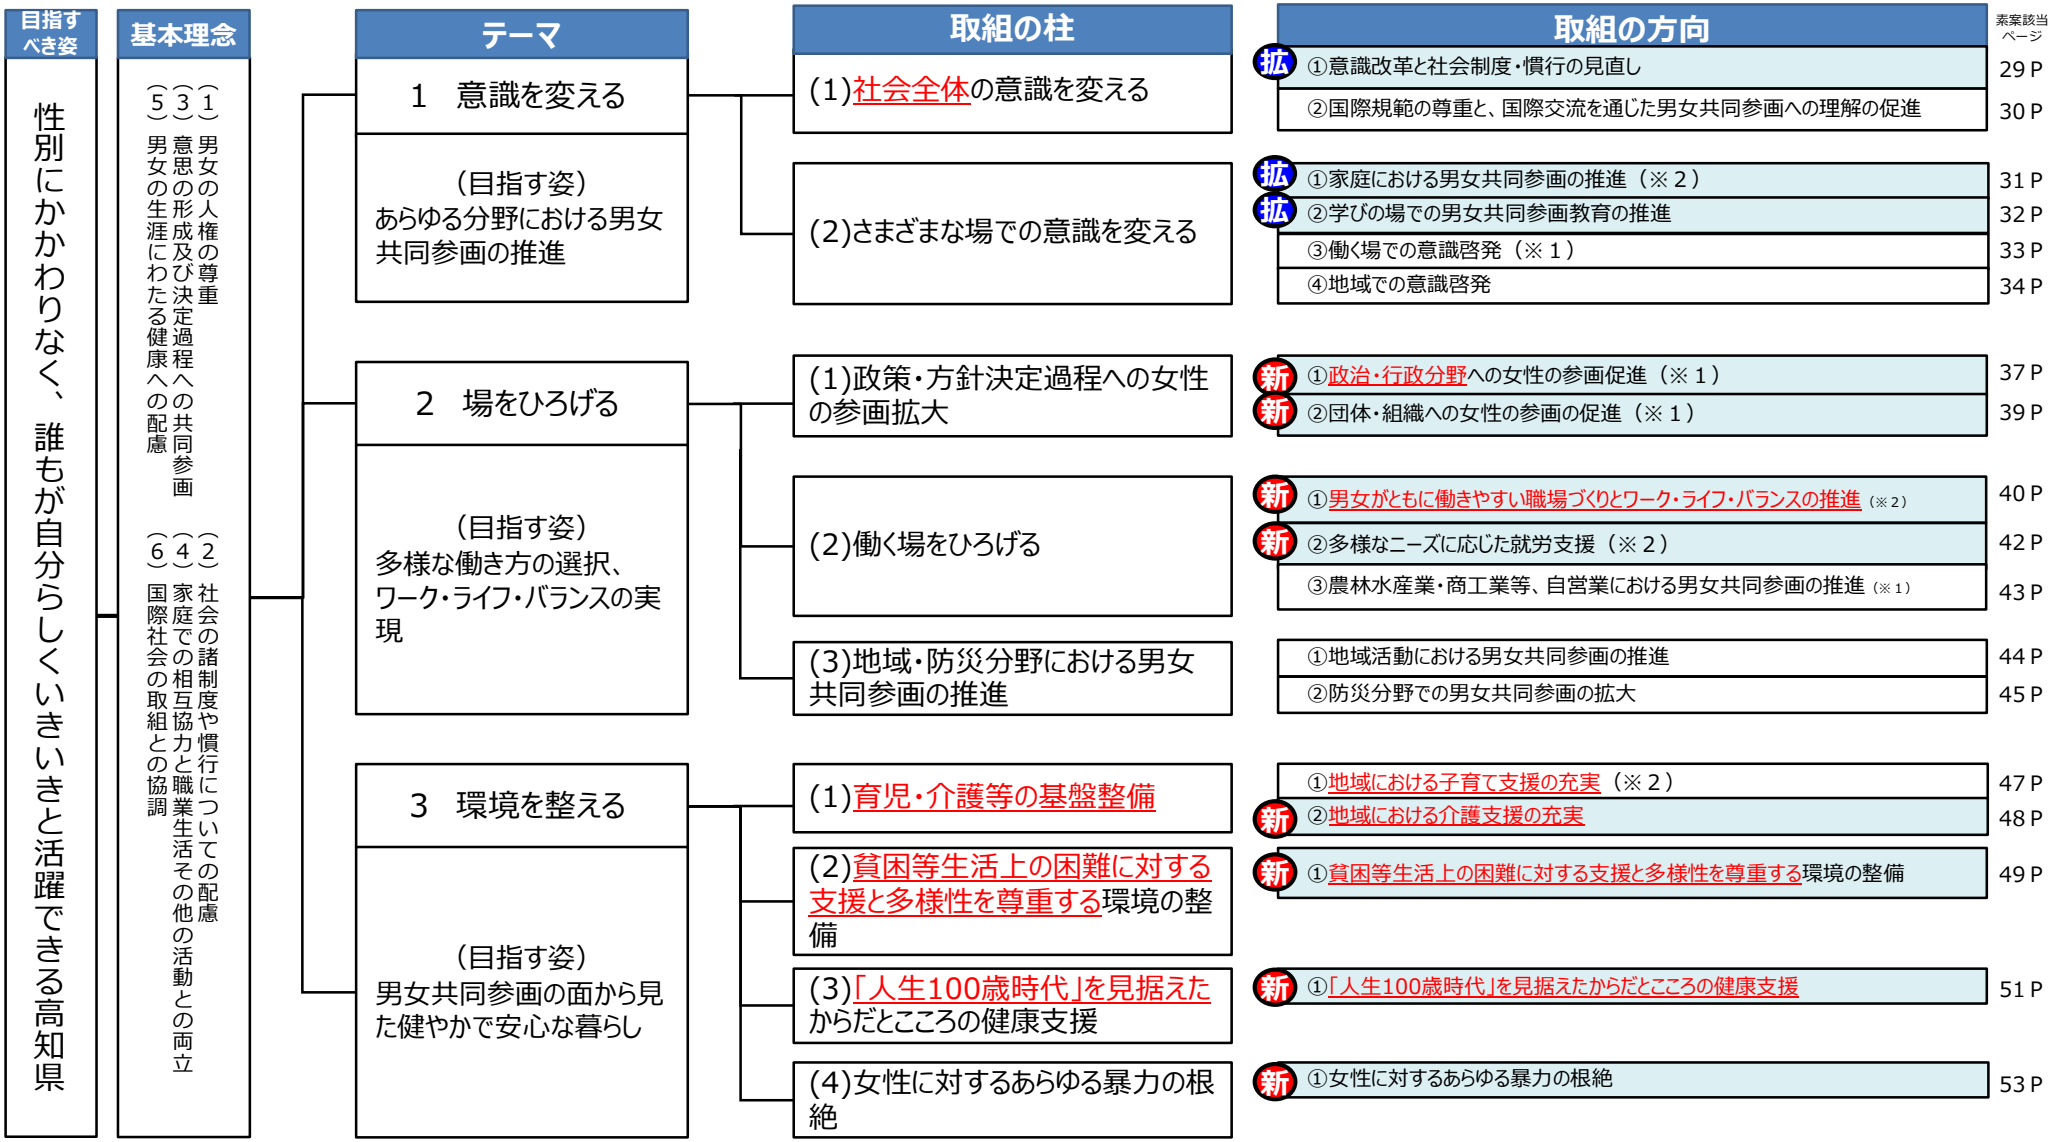 目指す
べき姿
基本理念
テーマ
取組の柱
取組の方向
素案該当
ページ
性別にかかわりなく、誰もが自分らしくいきいきと活躍できる高知県
(1) 男女の人権の尊重
(2) 社会の諸制度や慣行についての配慮
(3) 意思の形成及び決定過程への共同参画
(4) 家庭での相互協力と職業生活その他の活動との両立
(5) 男女の生涯にわたる健康への配慮
(6) 国際社会の取組との協調
1 意識を変える
(目指す姿)
あらゆる分野における男女
共同参画の推進
(1)社会全体の意識を変える
拡 ①意識改革と社会制度・慣行の見直し 29P
②国際規範の尊重と、国際交流を通じた男女共同参画への理解の促進 30P
(2)さまざまな場での意識を変える
拡 ①家庭における男女共同参画の推進(※2) 31P
拡 ②学びの場での男女共同参画教育の推進 32P
③働く場での意識啓発(※1) 33P
④地域での意識啓発 34P
2 場をひろげる
(目指す姿)
多様な働き方の選択、
ワーク・ライフ・バランスの実
現
(1)政策・方針決定過程への女性
の参画拡大
新 ①政治・行政分野への女性の参画促進(※1) 37P
新 ②団体・組織への女性の参画の促進(※1) 39P
(2)働く場をひろげる
新 ①男女がともに働きやすい職場づくりとワーク・ライフ・バランスの推進(※2) 40P
新 ②多様なニーズに応じた就労支援(※2) 42P
③農林水産業・商工業等、自営業における男女共同参画の推進(※1) 43P
(3)地域・防災分野における男女
共同参画の推進
①地域活動における男女共同参画の推進 44P
②防災分野での男女共同参画の拡大 45P
3 環境を整える
(目指す姿)
男女共同参画の面から見
た健やかで安心な暮らし
(1)育児・介護等の基盤整備
①地域における子育て支援の充実(※2) 47P
新 ②地域における介護支援の充実 48P
(2)貧困等生活上の困難に対する
支援と多様性を尊重する環境の整
備
新 ①貧困等生活上の困難に対する支援と多様性を尊重する環境の整備 49P
(3)「人生100歳時代」を見据えた
からだとこころの健康支援
新 ①「人生100歳時代」を見据えたからだとこころの健康支援 51P
(4)女性に対するあらゆる暴力の根
絶
新 ①女性に対するあらゆる暴力の根絶 53P